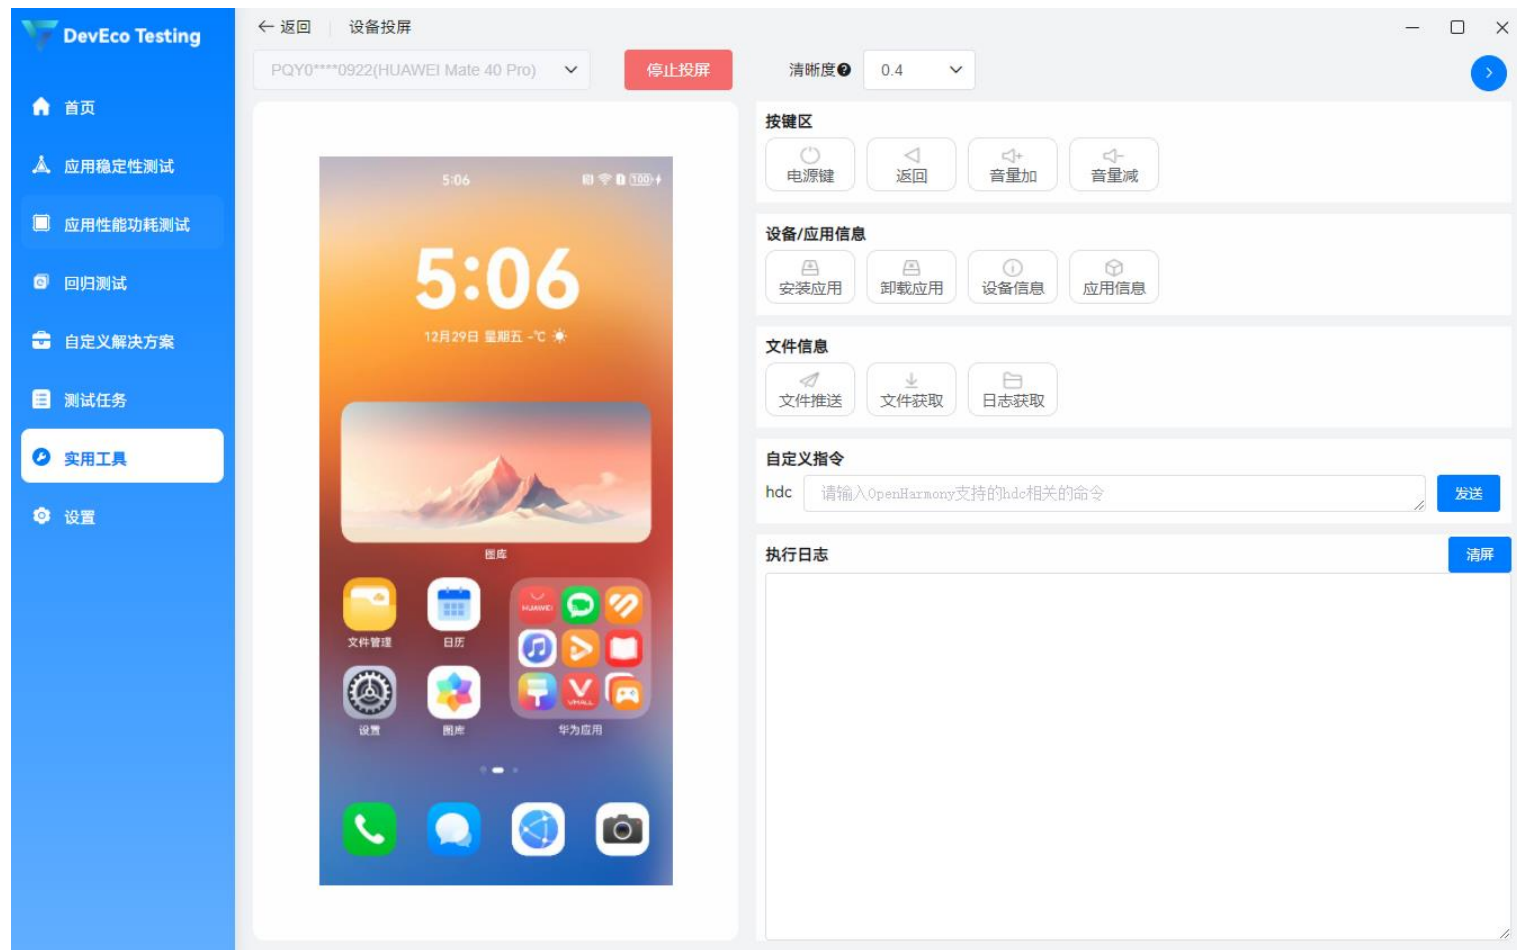 DevEco Testing
首页
应用稳定性测试
应用性能功耗测试
回归测试
自定义解决方案
测试任务
实用工具
设置
返回 设备投屏
PQY0****0922(HUAWEI Mate 40 Pro) 停止投屏 清晰度 0.4
5:06 100
5:06
12月29日 星期五 -°C
图库
文件管理 日历
HUAWEI
VMALL
设置 图库 华为应用
按键区
电源键 返回 音量加 音量减
设备/应用信息
安装应用 卸载应用 设备信息 应用信息
文件信息
文件推送 文件获取 日志获取
自定义指令
hdc 请输入OpenHarmony支持的hdc相关的命令 发送
执行日志 清屏